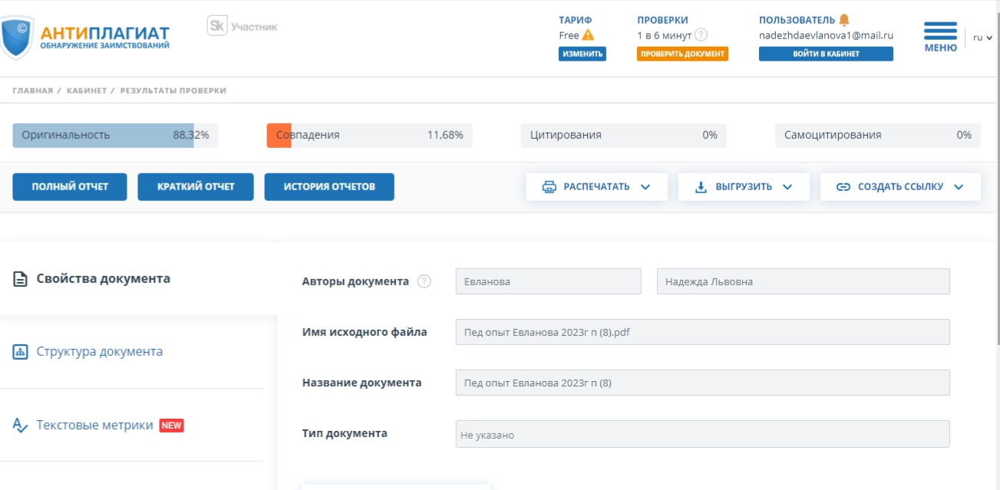 АНТИПЛАГИАТ
ОБНАРУЖЕНИЕ ЗАИМСТВОВАНИЙ
Sk Участник
ТАРИФ
Free
ИЗМЕНИТЬ
ПРОВЕРКИ
1 в 6 минут ?
ПРОВЕРИТЬ ДОКУМЕНТ
ПОЛЬЗОВАТЕЛЬ
nadezhdaevlanova1@mail.ru
ВОЙТИ В КАБИНЕТ
МЕНЮ
ru
ГЛАВНАЯ / КАБИНЕТ / РЕЗУЛЬТАТЫ ПРОВЕРКИ
Оригинальность 88,32%
Совпадения 11,68%
Цитирования 0%
Самоцитирования 0%
ПОЛНЫЙ ОТЧЕТ
КРАТКИЙ ОТЧЕТ
ИСТОРИЯ ОТЧЕТОВ
РАСПЕЧАТАТЬ
ВЫГРУЗИТЬ
СОЗДАТЬ ССЫЛКУ
Свойства документа
Структура документа
Текстовые метрики NEW
Авторы документа ? Евланова Надежда Львовна
Имя исходного файла Пед опыт Евланова 2023г п (8).pdf
Название документа Пед опыт Евланова 2023г п (8)
Тип документа Не указано